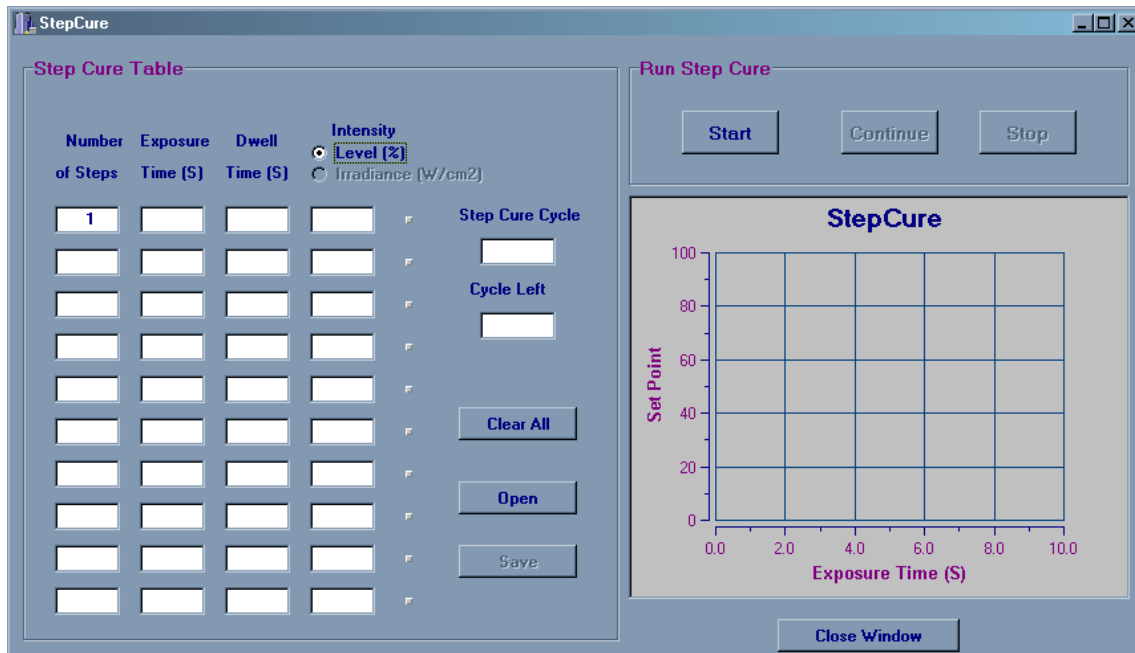 StepCure
Step Cure Table
Number of Steps
Exposure Time (S)
Dwell Time (S)
Intensity
Level (%)
Irradiance (W/cm2)
1
Step Cure Cycle
Cycle Left
Clear All
Open
Save
Run Step Cure
Start
Continue
Stop
StepCure
Set Point
100
80
60
40
20
0
0.0 2.0 4.0 6.0 8.0 10.0
Exposure Time (S)
Close Window